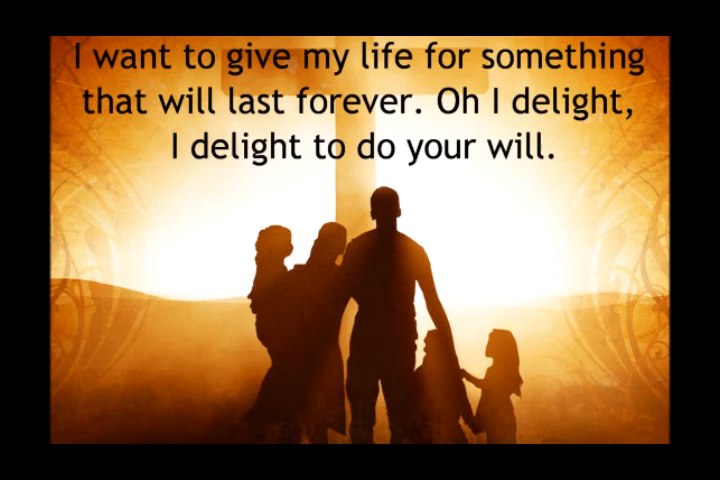 I want to give my life for something
that will last forever. Oh I delight,
I delight to do your will.